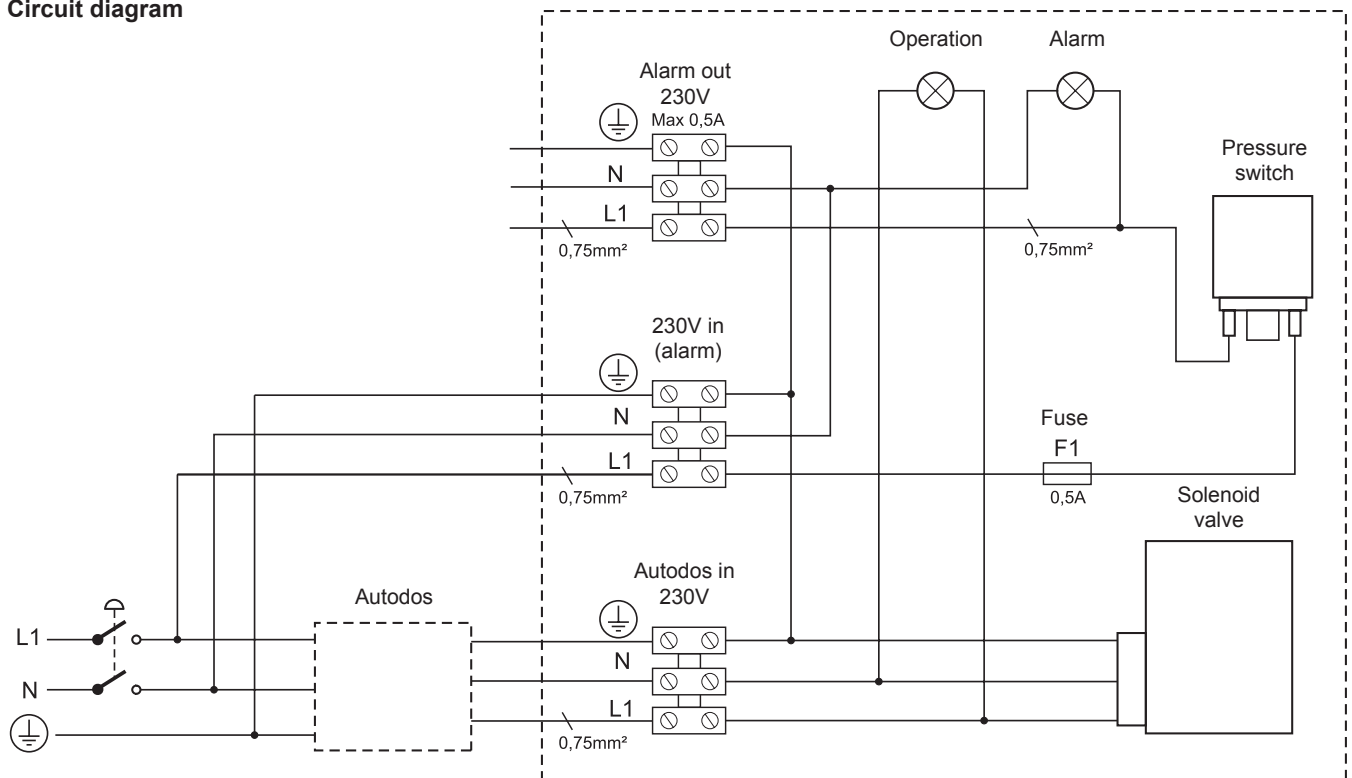 Circuit diagram
Operation
Alarm
Alarm out
230V
Max 0,5A
N
L1
0,75mm²
0,75mm²
Pressure
switch
230V in
(alarm)
N
L1
0,75mm²
Fuse
F1
0,5A
Solenoid
valve
Autodos in
230V
N
L1
0,75mm²
Autodos
L1
N